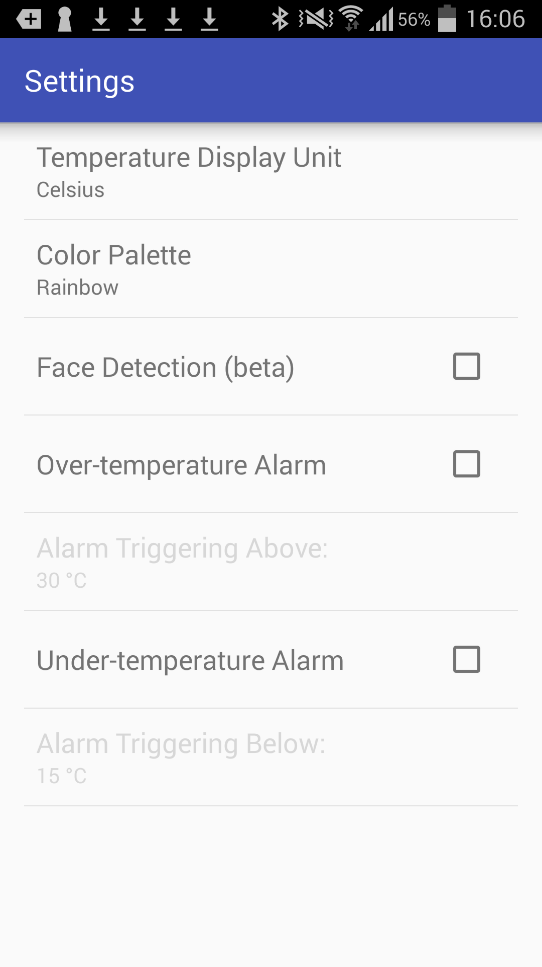 56% 16:06
Settings
Temperature Display Unit
Celsius
Color Palette
Rainbow
Face Detection (beta)
Over-temperature Alarm
Alarm Triggering Above:
30 °C
Under-temperature Alarm
Alarm Triggering Below:
15 °C